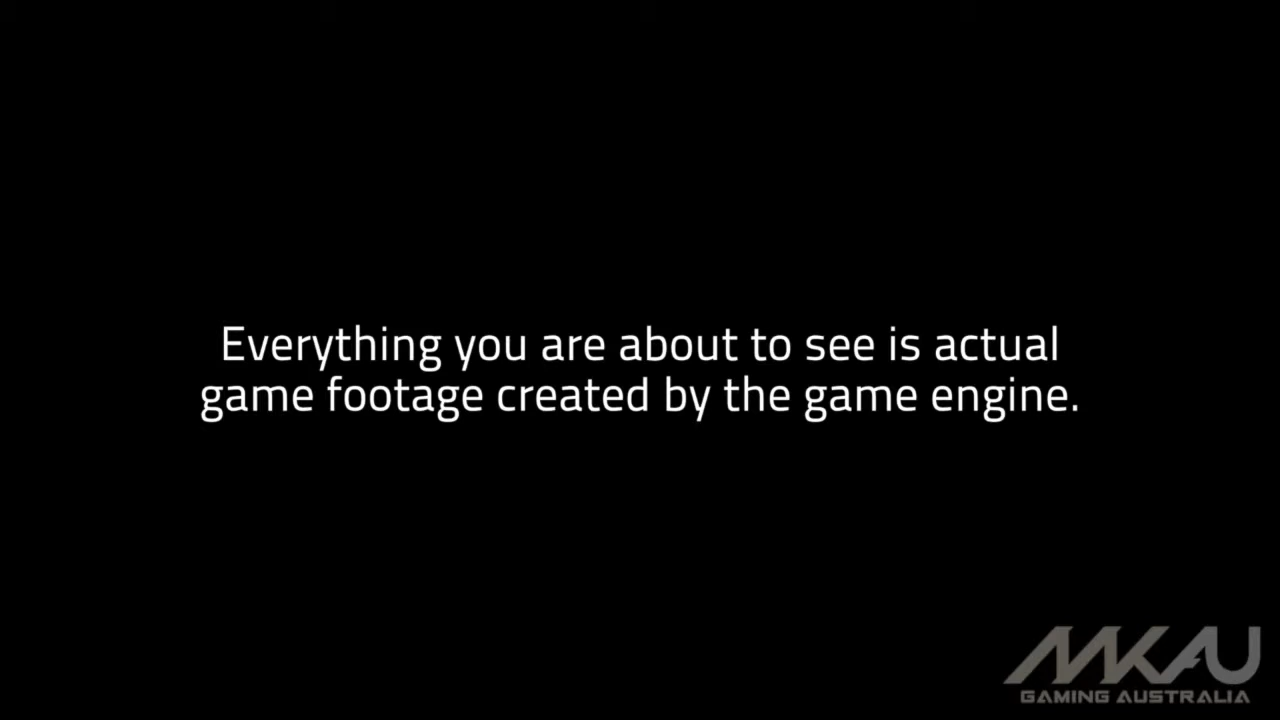 Everything you are about to see is actual
game footage created by the game engine.
MKAU
GAMING AUSTRALIA